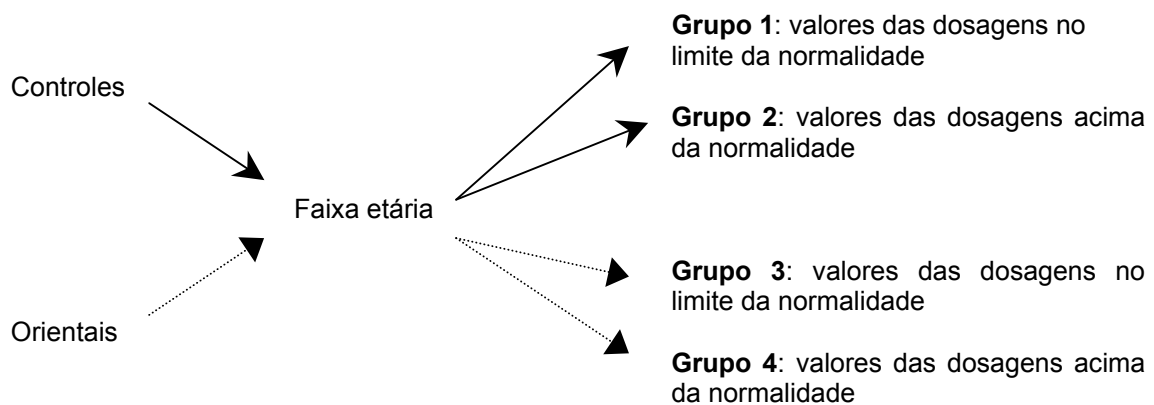 Controles
Orientais
Faixa etária
Grupo 1: valores das dosagens no
limite da normalidade
Grupo 2: valores das dosagens acima
da normalidade
Grupo 3: valores das dosagens no
limite da normalidade
Grupo 4: valores das dosagens acima
da normalidade